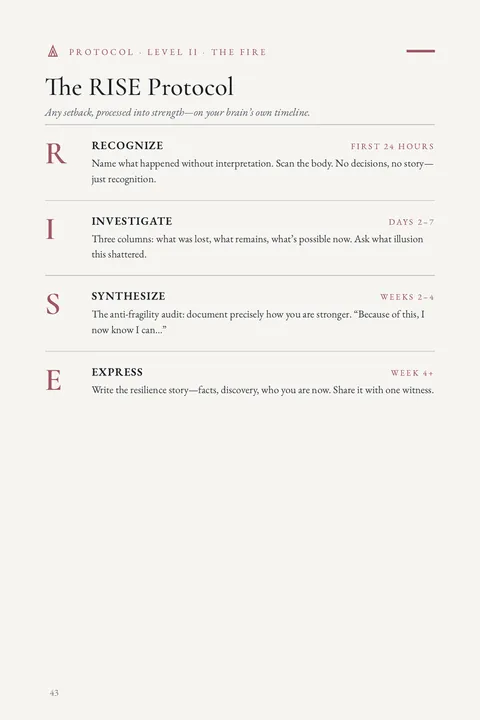 PROTOCOL · LEVEL II · THE FIRE
The RISE Protocol
Any setback, processed into strength—on your brain’s own timeline.
R
RECOGNIZE
FIRST 24 HOURS
Name what happened without interpretation. Scan the body. No decisions, no story—
just recognition.
I
INVESTIGATE
DAYS 2–7
Three columns: what was lost, what remains, what’s possible now. Ask what illusion
this shattered.
S
SYNTHESIZE
WEEKS 2–4
The anti-fragility audit: document precisely how you are stronger. “Because of this, I
now know I can...”
E
EXPRESS
WEEK 4+
Write the resilience story—facts, discovery, who you are now. Share it with one witness.
43